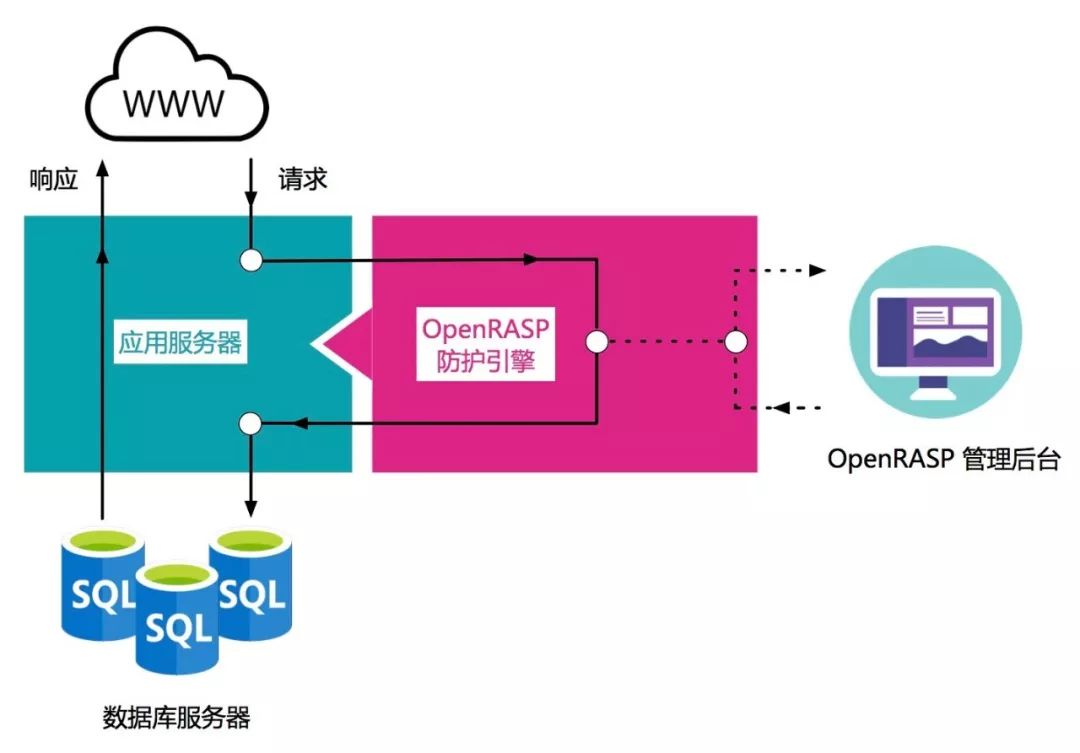 WWW
响应
请求
应用服务器
OpenRASP
防护引擎
OpenRASP 管理后台
SQL
SQL
SQL
数据库服务器